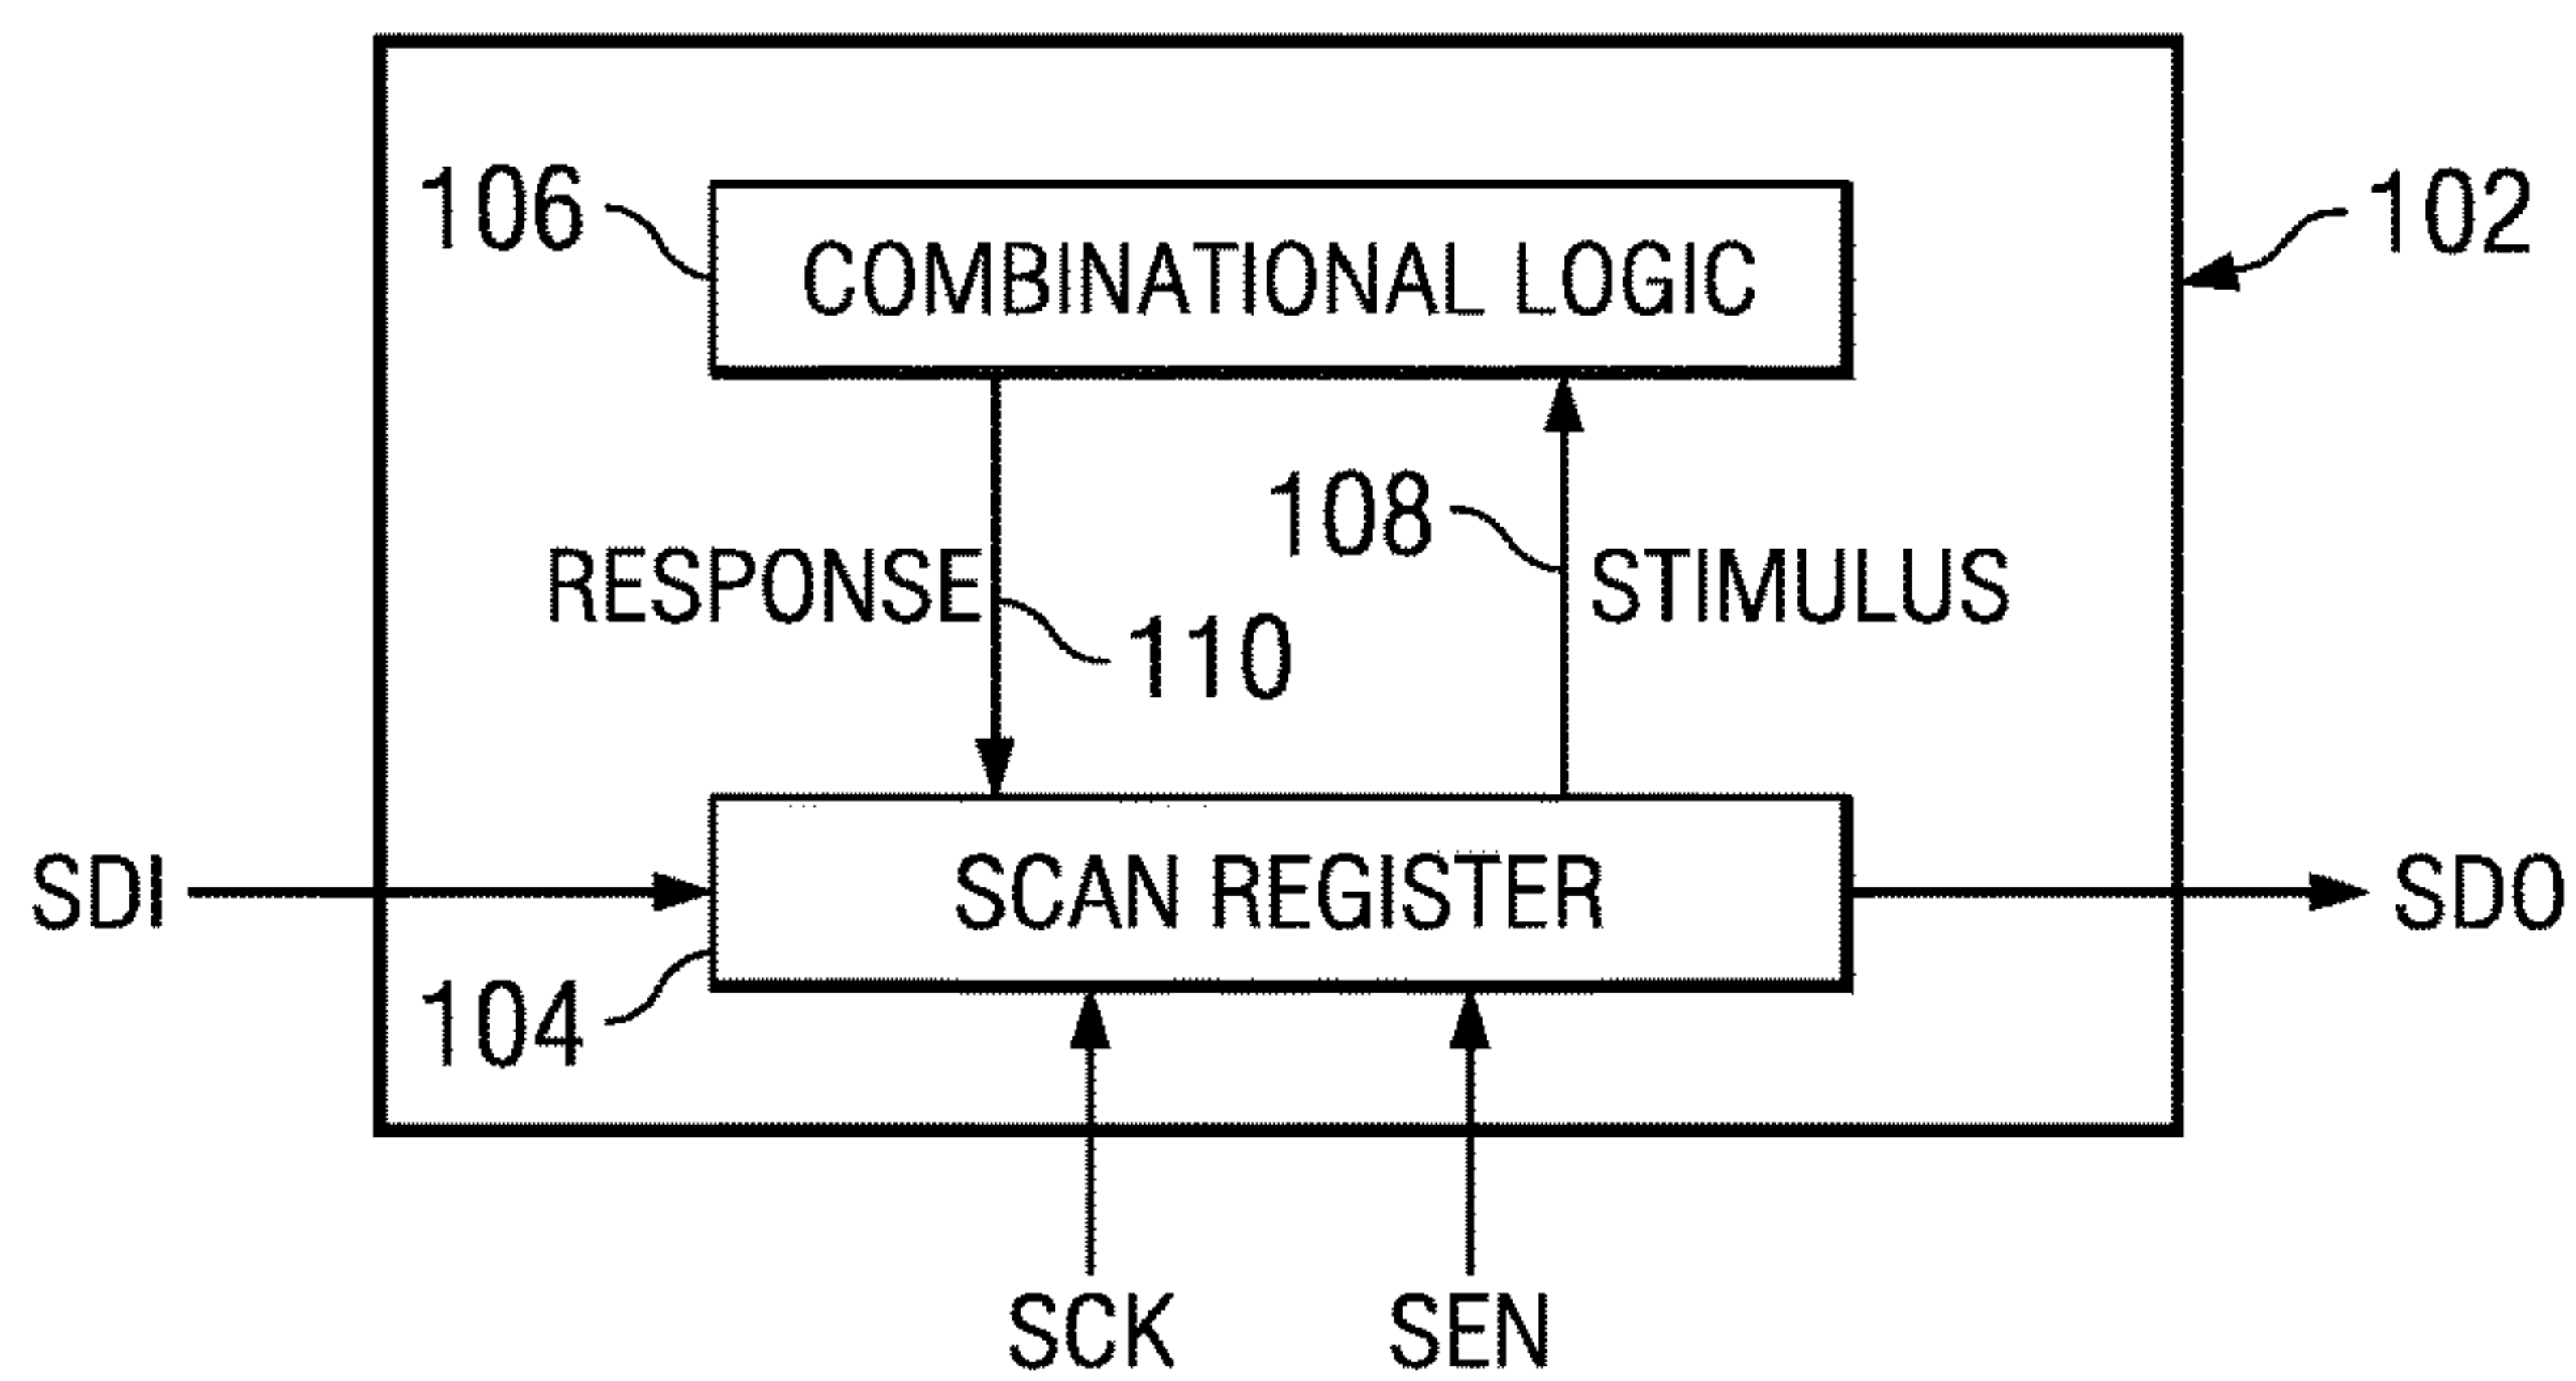 106
102
COMBINATIONAL LOGIC
108
RESPONSE
STIMULUS
110
SDI
SCAN REGISTER
SDO
104
SCK
SEN